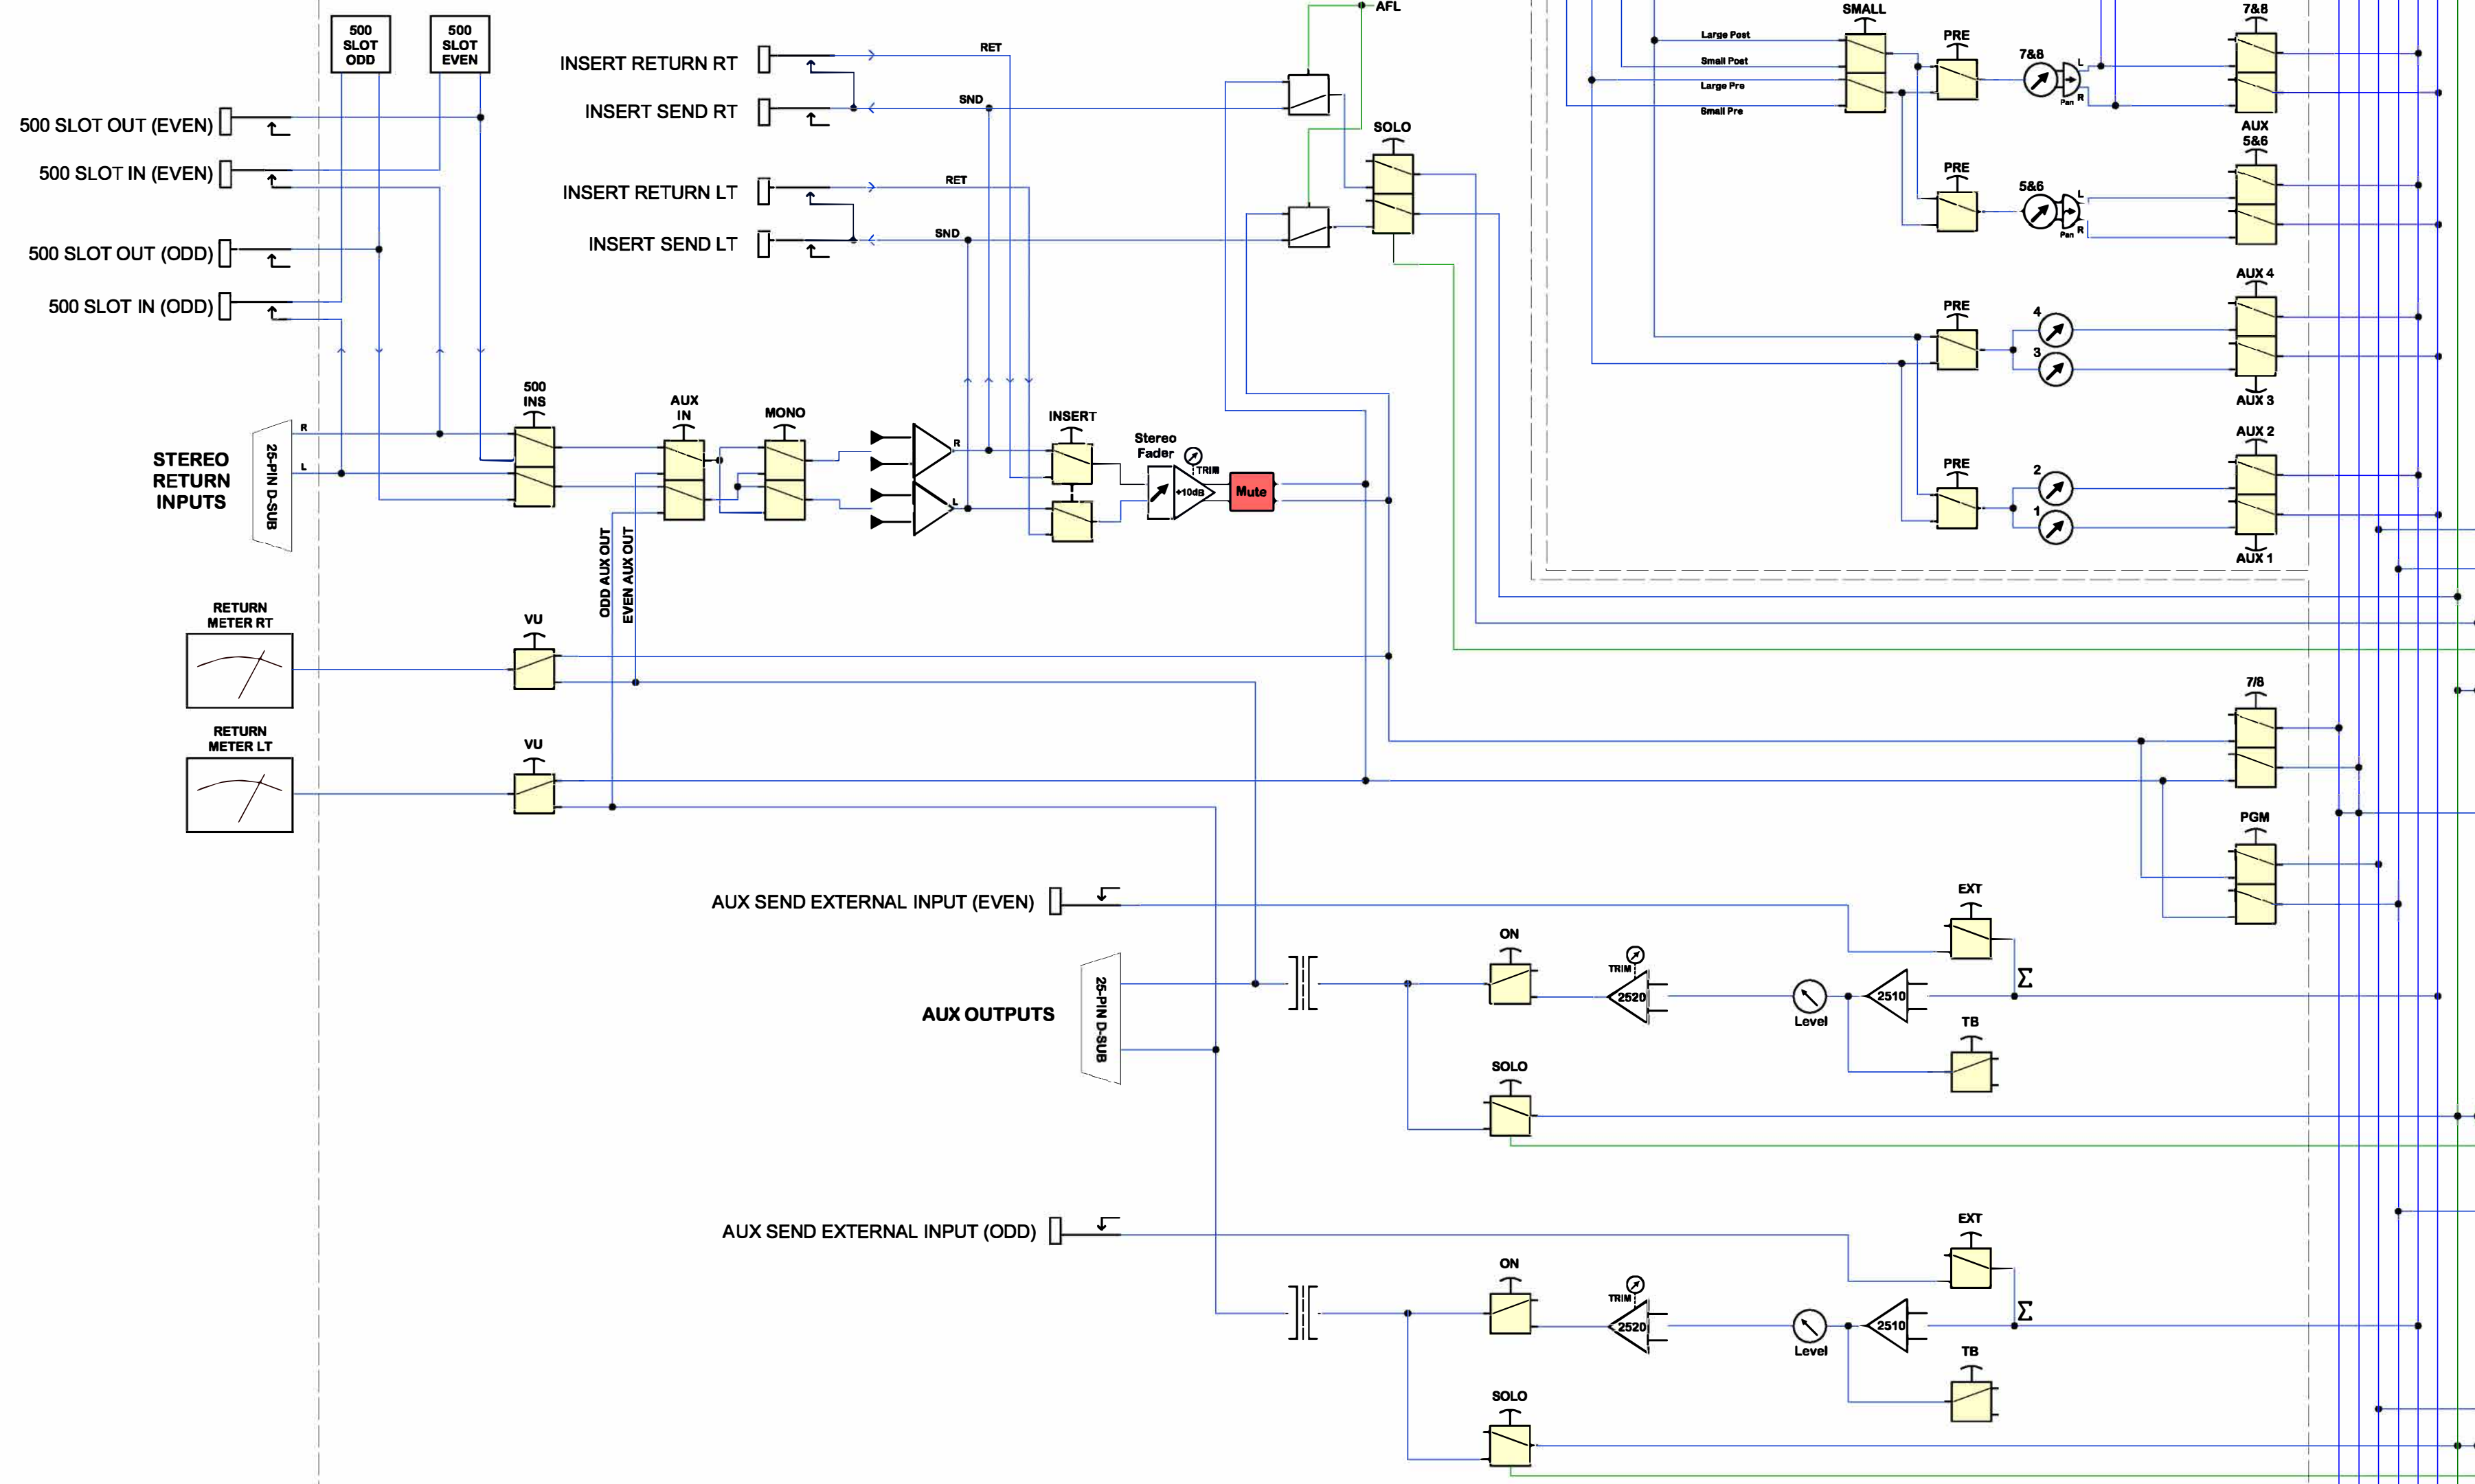 500
SLOT
ODD
500
SLOT
EVEN
500 SLOT OUT (EVEN)
500 SLOT IN (EVEN)
500 SLOT OUT (ODD)
500 SLOT IN (ODD)
INSERT RETURN RT
RET
INSERT SEND RT
SND
INSERT RETURN LT
RET
INSERT SEND LT
SND
AFL
SOLO
SMALL
Large Post
Small Post
Large Pre
Small Pre
PRE
7&8
L
Pan
R
7&8
PRE
5&6
L
Pan
R
AUX
5&6
PRE
4
3
AUX 4
AUX 3
PRE
2
1
AUX 2
AUX 1
STEREO
RETURN
INPUTS
25-PIN D-SUB
R
L
500
INS
AUX
IN
MONO
R
L
INSERT
Stereo
Fader
TRIM
+10dB
Mute
ODD AUX OUT
EVEN AUX OUT
RETURN
METER RT
VU
RETURN
METER LT
VU
7/8
PGM
AUX SEND EXTERNAL INPUT (EVEN)
EXT
AUX OUTPUTS
25-PIN D-SUB
ON
TRIM
2520
Level
2510
Σ
TB
SOLO
AUX SEND EXTERNAL INPUT (ODD)
EXT
ON
TRIM
2520
Level
2510
Σ
TB
SOLO